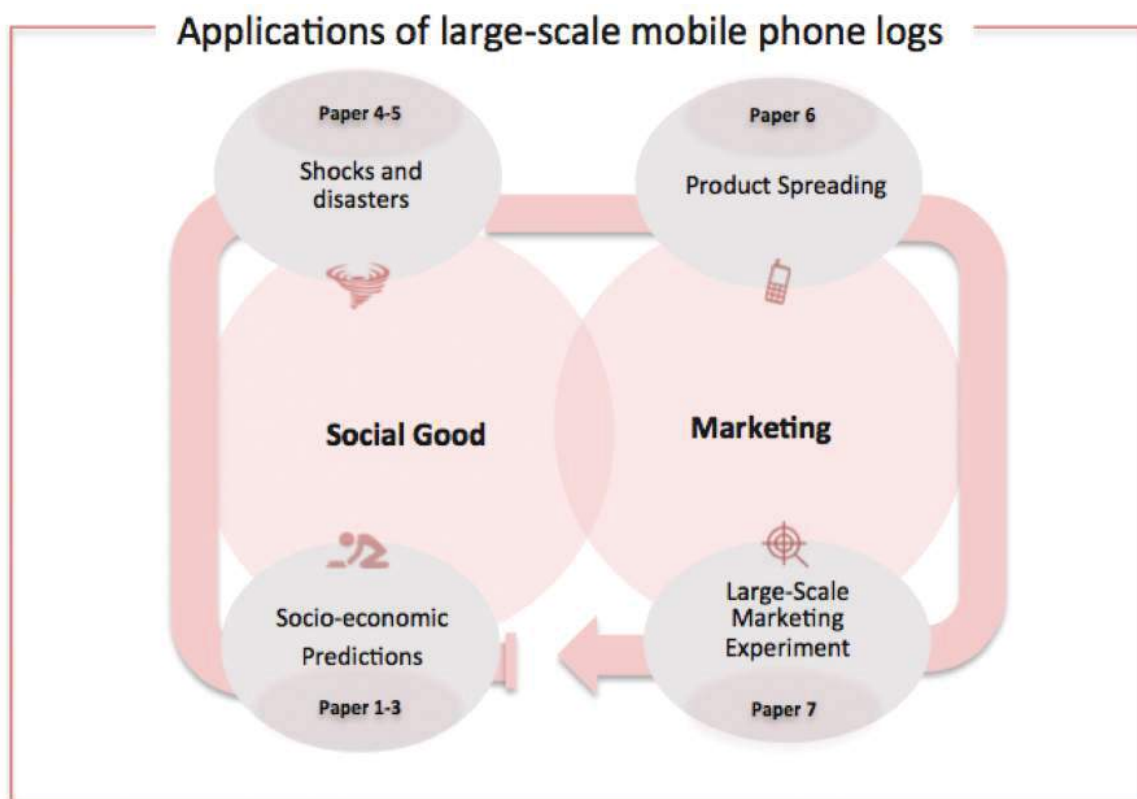 Applications of large-scale mobile phone logs
Paper 4-5
Shocks and
disasters
Paper 6
Product Spreading
Social Good
Marketing
Socio-economic
Predictions
Paper 1-3
Large-Scale
Marketing
Experiment
Paper 7